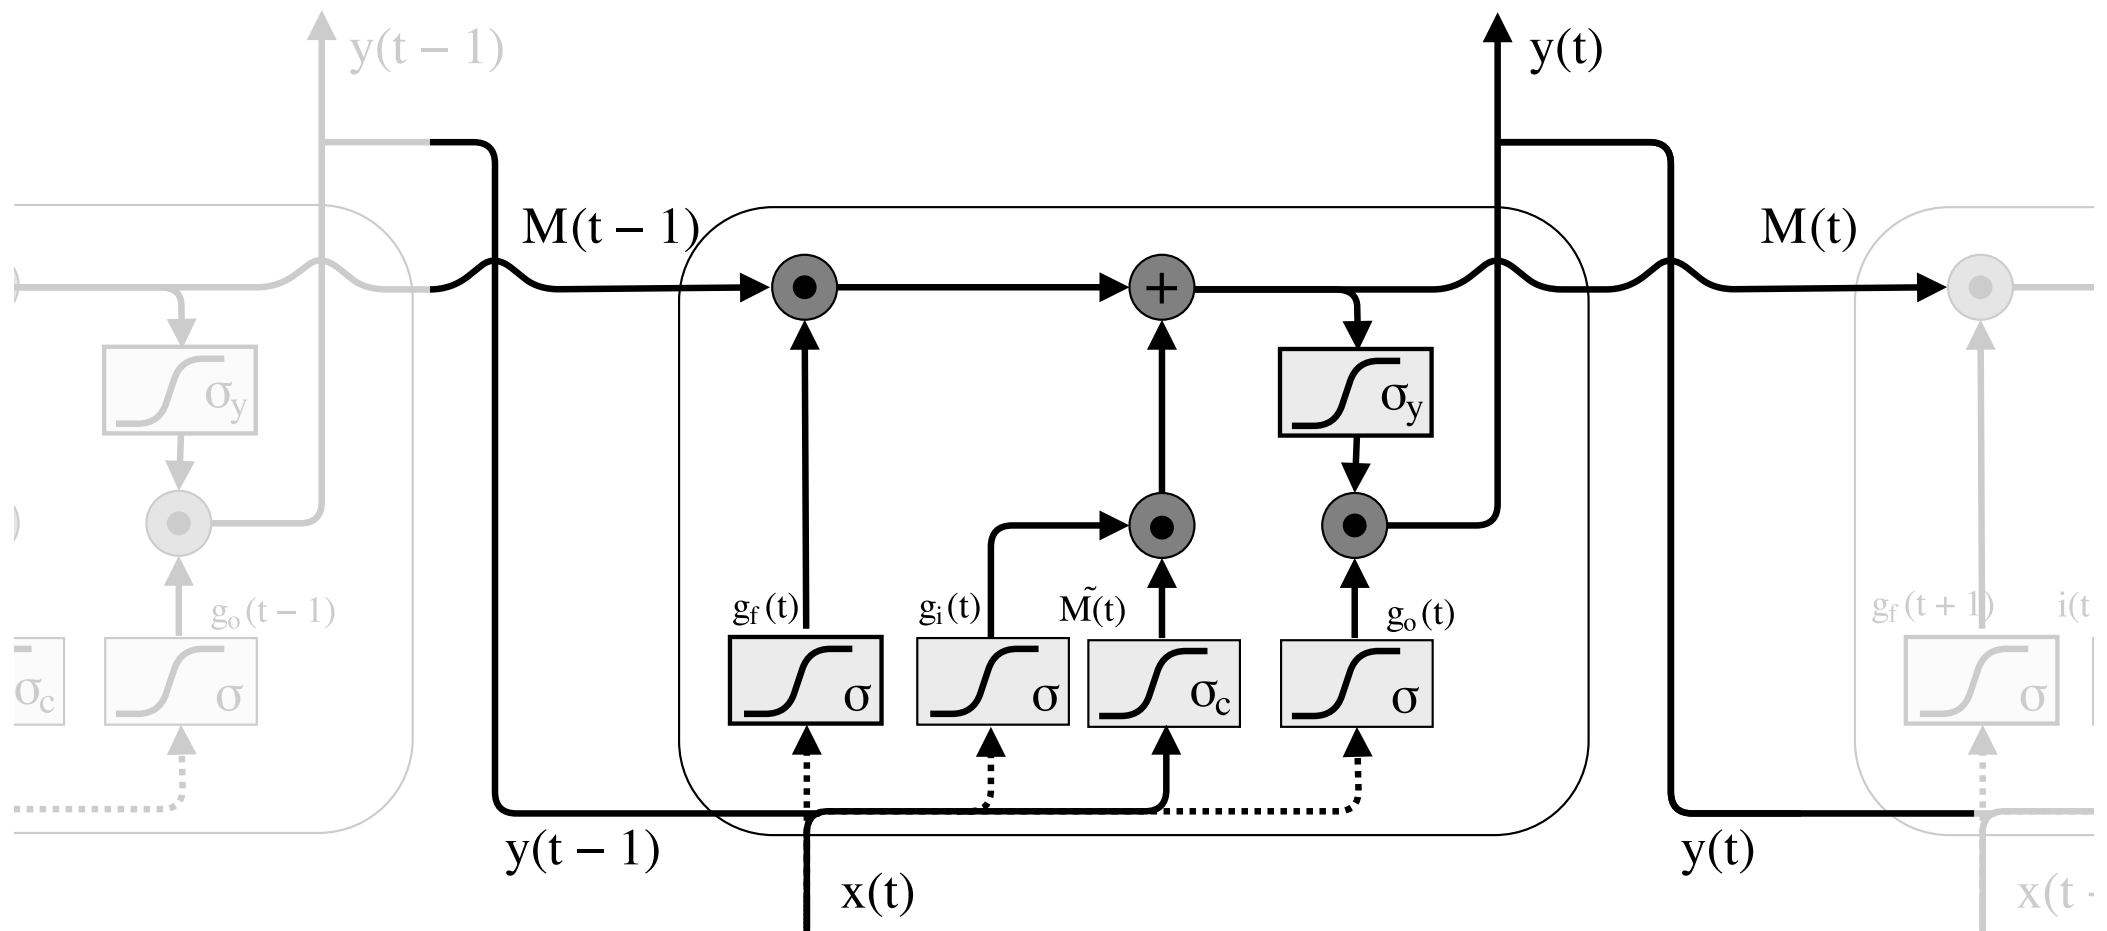 y(t − 1)
y(t)
M(t − 1)
M(t)
+
σy
σy
gf (t)
gi (t)
M̃(t)
go (t)
go (t − 1)
gf (t + 1)
i(t
σc
σ
σ
σ
σc
σ
σ
y(t − 1)
y(t)
x(t)
x(t -